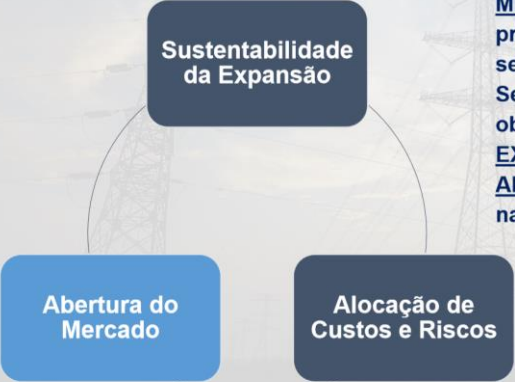 Sustentabilidade
da Expansão
Abertura do
Mercado
Alocação de
Custos e Riscos